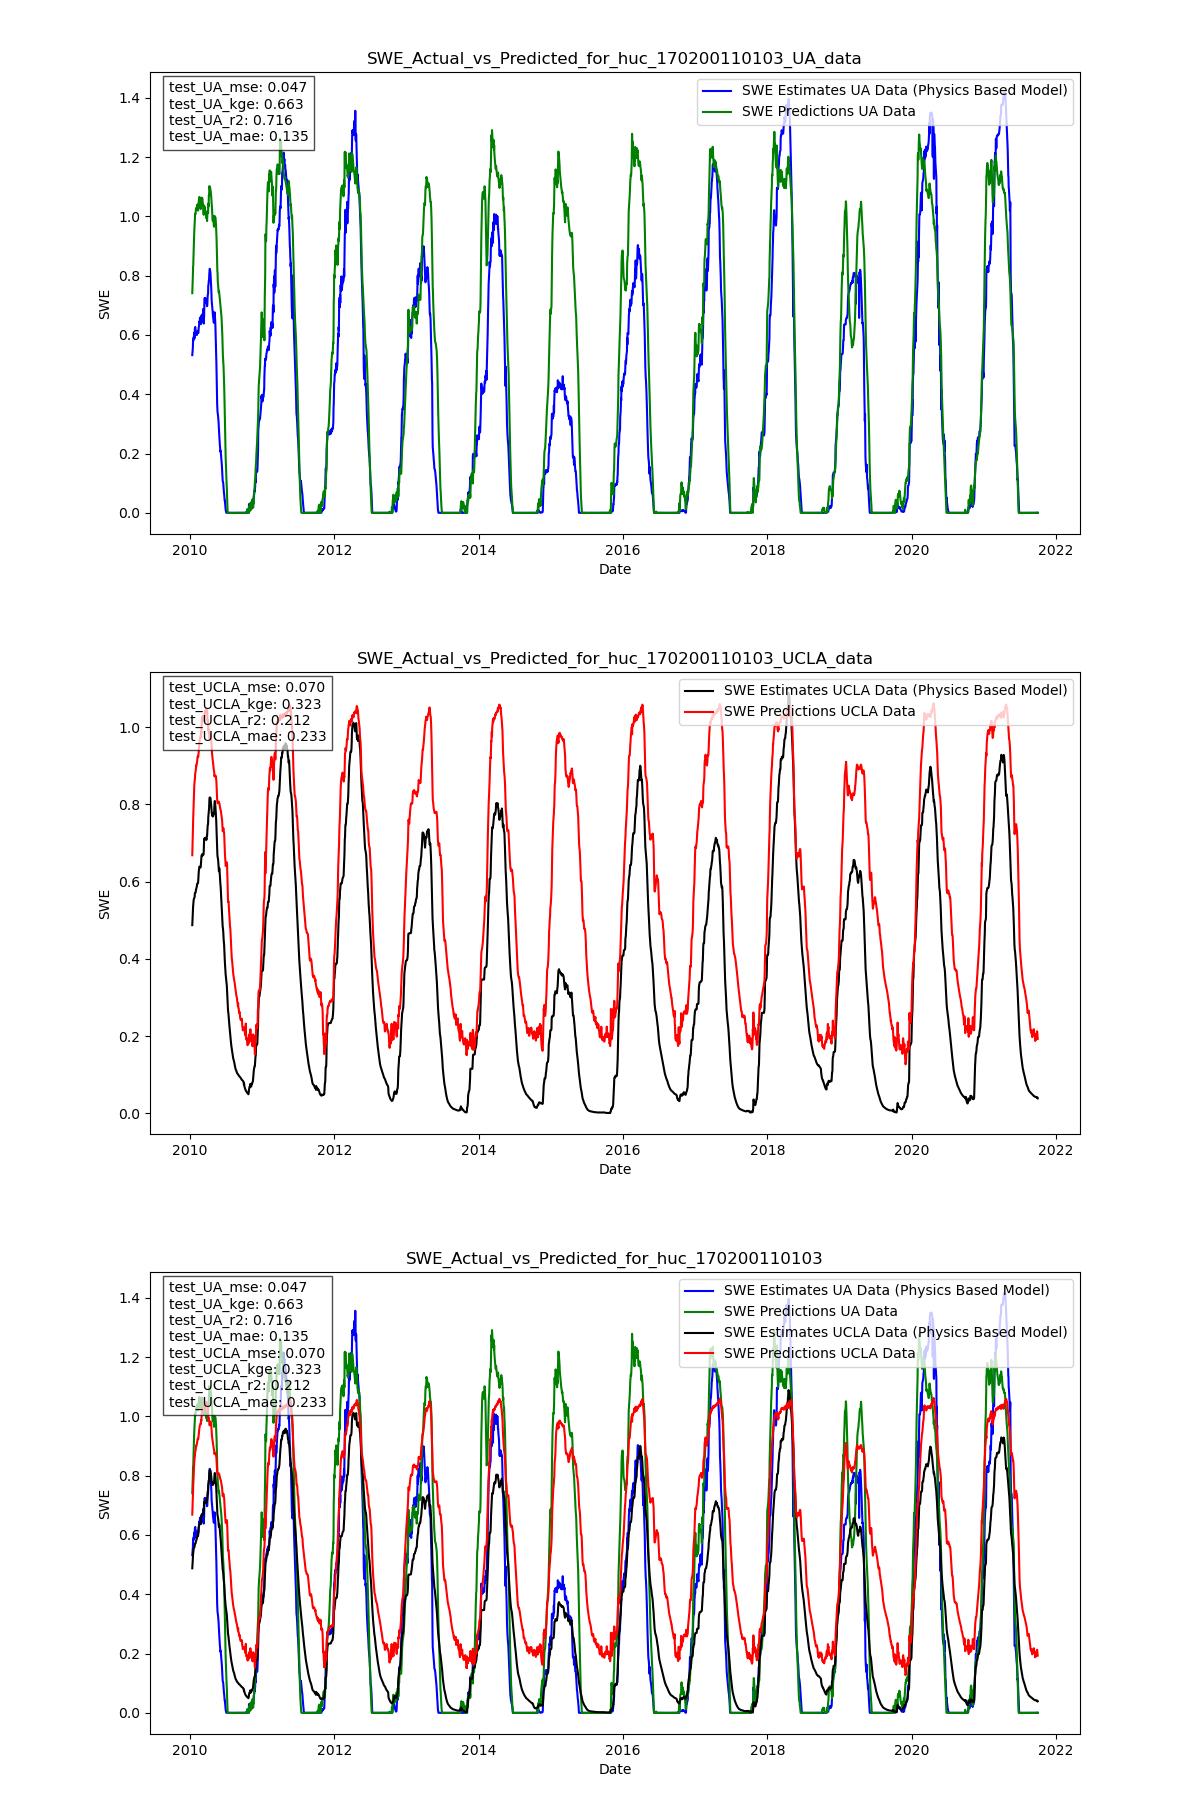 SWE_Actual_vs_Predicted_for_huc_170200110103_UA_data
test_UA_mse: 0.047
test_UA_kge: 0.663
test_UA_r2: 0.716
test_UA_mae: 0.135
SWE Estimates UA Data (Physics Based Model)
SWE Predictions UA Data
1.4
1.2
1.0
0.8
0.6
0.4
0.2
0.0
SWE
2010 2012 2014 2016 2018 2020 2022
Date
SWE_Actual_vs_Predicted_for_huc_170200110103_UCLA_data
test_UCLA_mse: 0.070
test_UCLA_kge: 0.323
test_UCLA_r2: 0.212
test_UCLA_mae: 0.233
SWE Estimates UCLA Data (Physics Based Model)
SWE Predictions UCLA Data
1.0
0.8
0.6
0.4
0.2
0.0
SWE
2010 2012 2014 2016 2018 2020 2022
Date
SWE_Actual_vs_Predicted_for_huc_170200110103
test_UA_mse: 0.047
test_UA_kge: 0.663
test_UA_r2: 0.716
test_UA_mae: 0.135
test_UCLA_mse: 0.070
test_UCLA_kge: 0.323
test_UCLA_r2: 0.212
test_UCLA_mae: 0.233
SWE Estimates UA Data (Physics Based Model)
SWE Predictions UA Data
SWE Estimates UCLA Data (Physics Based Model)
SWE Predictions UCLA Data
1.4
1.2
1.0
0.8
0.6
0.4
0.2
0.0
SWE
2010 2012 2014 2016 2018 2020 2022
Date